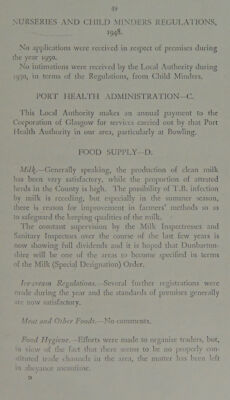 49
NURSERIES AND CHILD MINDERS REGULATIONS,
1948.
No applications were received in respect of premises during
the year 1950.
No intimations were received by the Local Authority during
1950, in terms of the Regulations, from Child Minders.
PORT HEALTH ADMINISTRATION—C.
This Local Authority makes an annual payment to the
Corporation of Glasgow for services carried out by that Port
Health Authority in our area, particularly at Bowling.
FOOD SUPPLY—D.
Milk.—Generally speaking, the production of clean milk
has been very satisfactory, while the proportion of attested
herds in the County is high. The possibility of T.B. infection
by milk is receding, but especially in the summer season,
there is reason for improvement in farmers' methods so as
to safeguard the keeping qualities of the milk.
The constant supervision by the Milk Inspectresses and
Sanitary Inspectors over the course of the last few years is
now showing full dividends and it is hoped that Dunbarton-
shire will be one of the areas to become specified in terms
of the Milk (Special Designation) Order.
Ice-cream Regulations.—Several further registrations were
made during the year and the standards of premises generally
are now satisfactory.
Meat and Other Foods.—No comments.
Food Hygiene.—Efforts were made to organise traders, but,
in view of the fact that there seems to be no properly con-
stituted trade channels in the area, the matter has been left
in abeyance meantime.
D